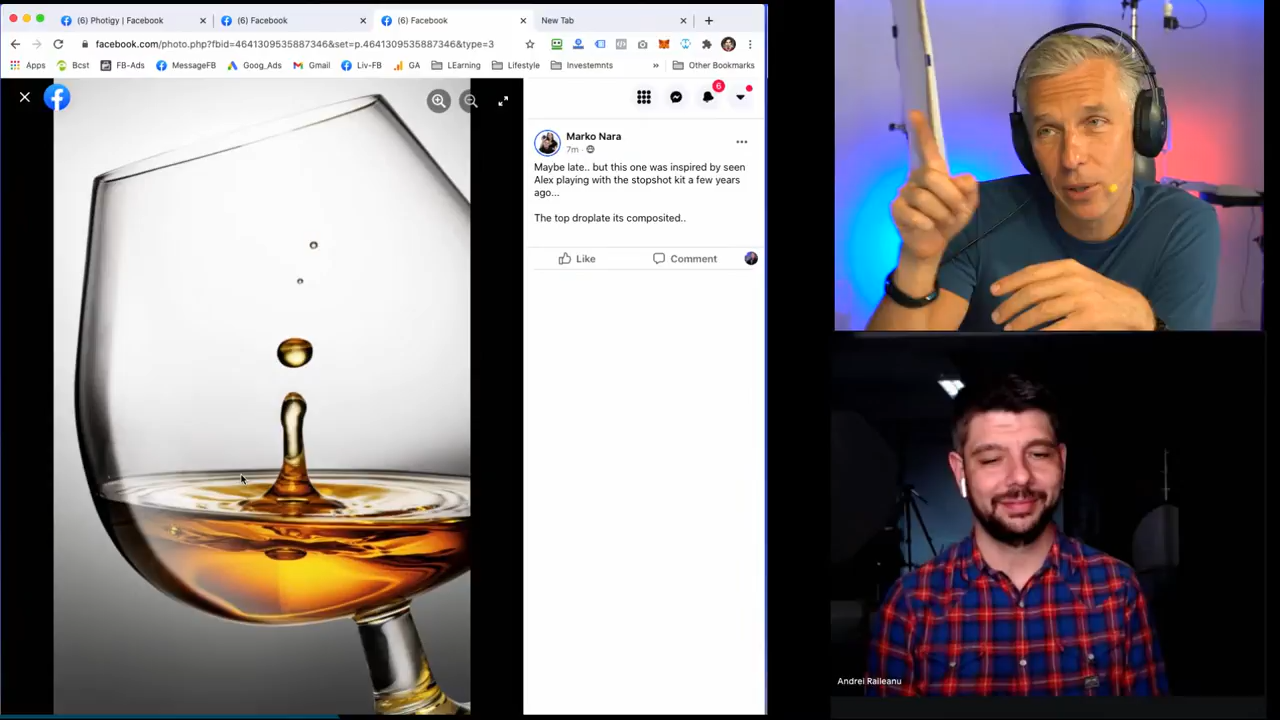 (6) Photigy | Facebook
(6) Facebook
(6) Facebook
New Tab
facebook.com/photo.php?fbid=4641309535887346&set=p.4641309535887346&type=3
Apps
Bcst
FB-Ads
MessageFB
Goog_Ads
Gmail
Liv-FB
GA
LEarning
Lifestyle
Investemnts
»
Other Bookmarks
6
Marko Nara
7m ·
Maybe late.. but this one was inspired by seen
Alex playing with the stopshot kit a few years
ago...
The top droplate its composited..
Like
Comment
Andrei Raileanu